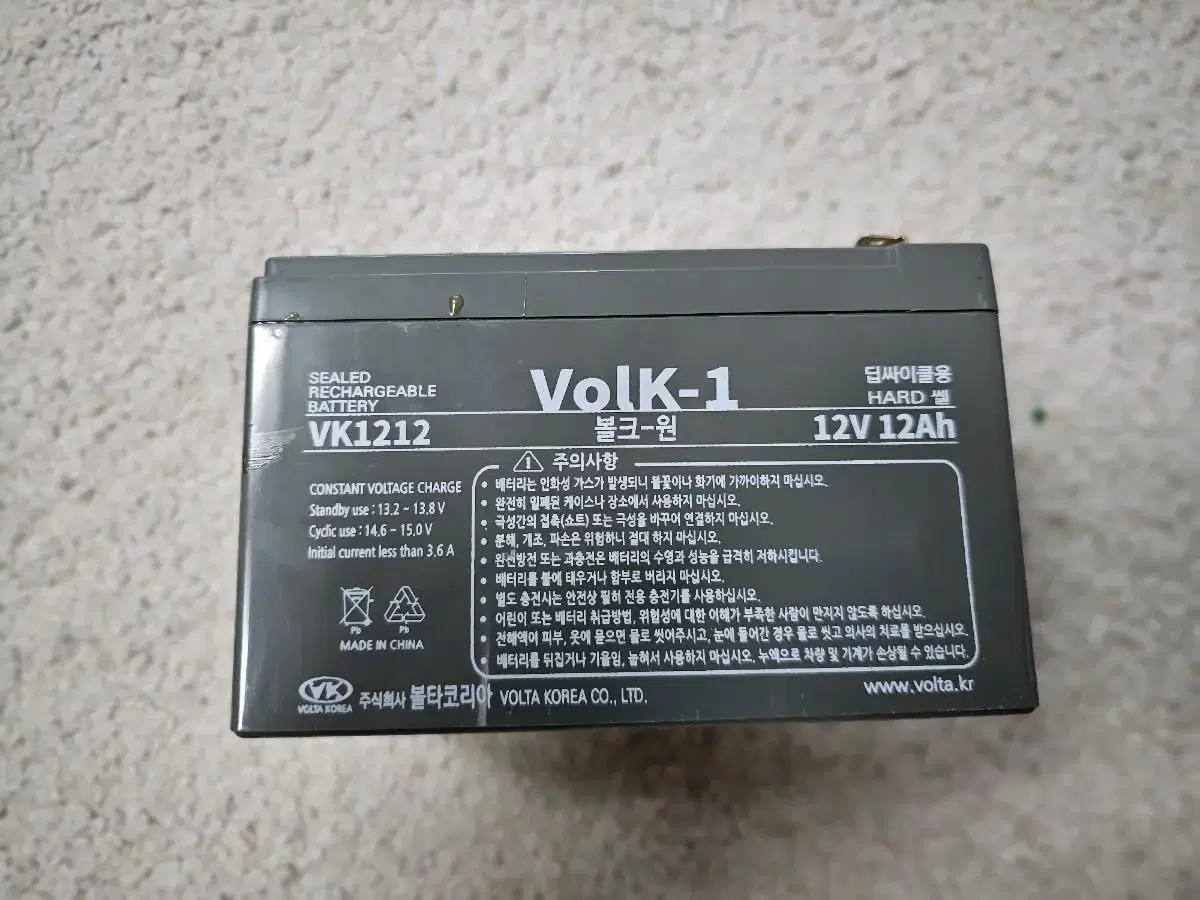 SEALED
RECHARGEABLE
BATTERY
VolK-1
딥싸이클용
HARD 쎌
VK1212
볼크-원
12V 12Ah
CONSTANT VOLTAGE CHARGE
Standby use : 13.2 ~ 13.8 V
Cyclic use : 14.6 ~ 15.0 V
Initial current less than 3.6 A
Pb
Pb
MADE IN CHINA
주의사항
• 배터리는 인화성 가스가 발생되니 불꽃이나 화기에 가까이하지 마십시오.
• 완전히 밀폐된 케이스나 장소에서 사용하지 마십시오.
• 극성간의 접촉(쇼트) 또는 극성을 바꾸어 연결하지 마십시오.
• 분해, 개조, 파손은 위험하니 절대 하지 마십시오.
• 완전방전 또는 과충전은 배터리의 수영과 성능을 급격히 저하시킵니다.
• 배터리를 불에 태우거나 함부로 버리지 마십시오.
• 별도 충전시는 안전상 필히 전용 충전기를 사용하십시오.
• 어린이 또는 배터리 취급방법, 위험성에 대한 이해가 부족한 사람이 만지지 않도록 하십시오.
• 전해액이 피부, 옷에 묻으면 물로 씻어주시고, 눈에 들어간 경우 물로 씻고 의사의 치료를 받으십시오.
• 배터리를 뒤집거나 기울임, 눕혀서 사용하지 마십시오. 누액으로 차량 및 기계가 손상될 수 있습니다.
VK
VOLTA KOREA
주식회사 볼타코리아 VOLTA KOREA CO., LTD.
www.volta.kr